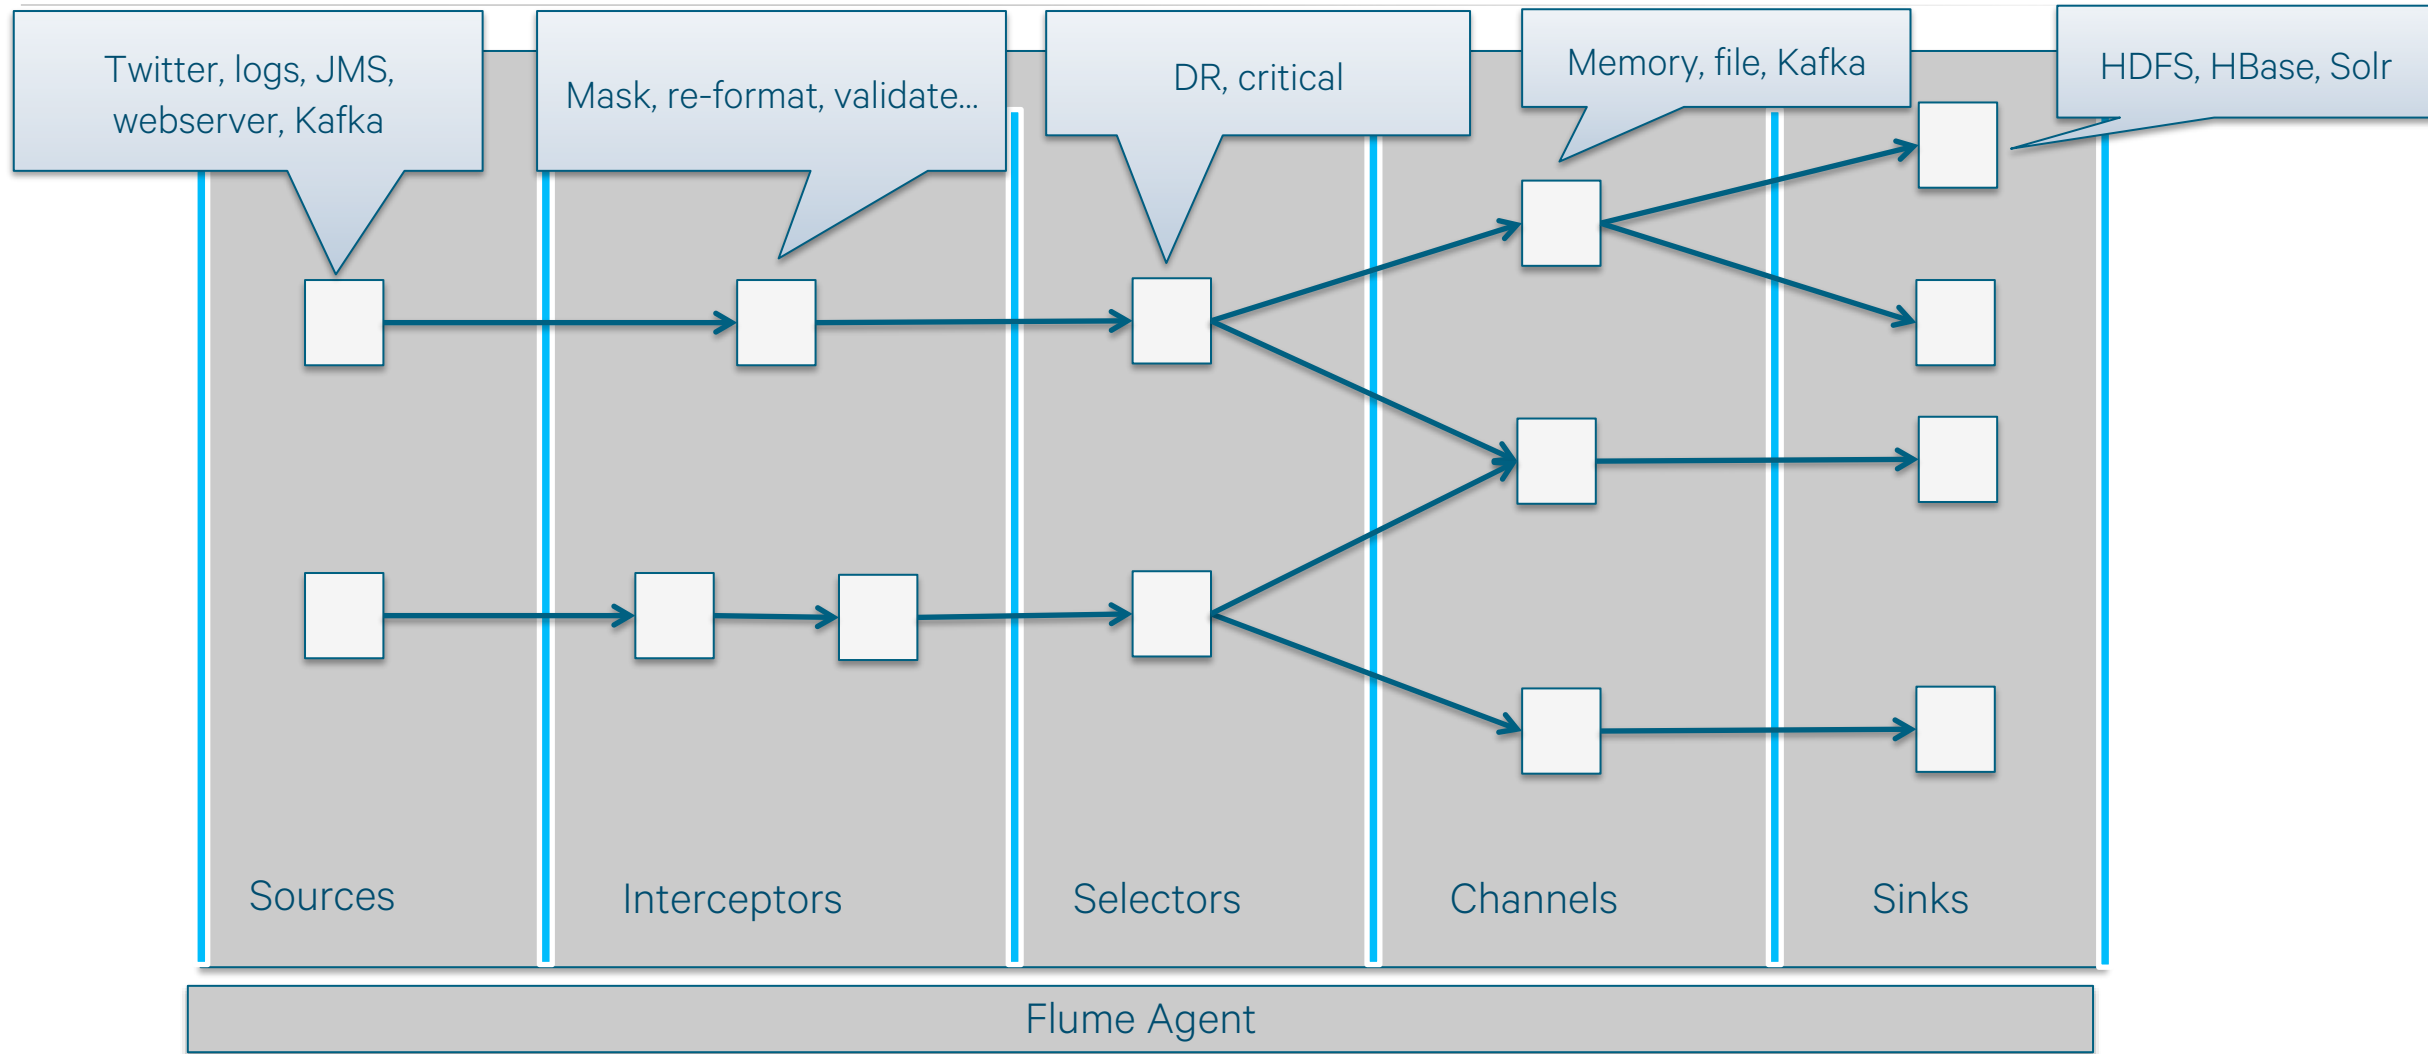 Twitter, logs, JMS,
webserver, Kafka
Mask, re-format, validate...
DR, critical
Memory, file, Kafka
HDFS, HBase, Solr
Sources
Interceptors
Selectors
Channels
Sinks
Flume Agent